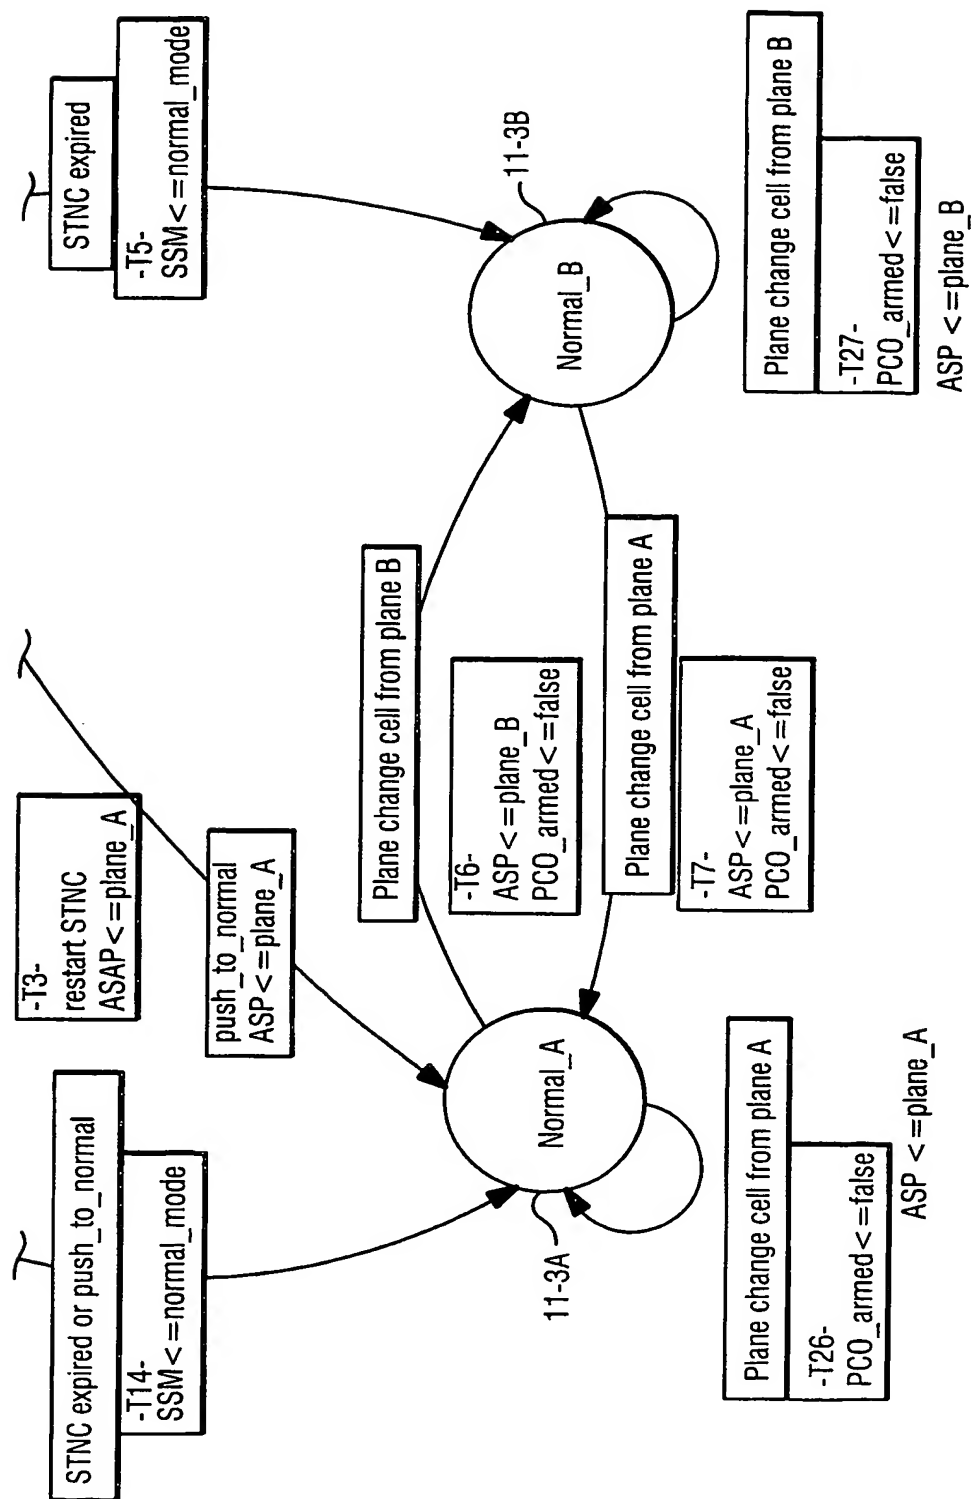 STNC expired or push_to_normal
-T14-
SSM<=normal_mode
-T3-
restart STNC
ASAP<=plane_A
push_to_normal
ASP<=plane_A
STNC expired
-T5-
SSM<=normal_mode
Plane change cell from plane B
-T6-
ASP<=plane_B
PCO_armed<=false
Normal_A
11-3A
Normal_B
11-3B
Plane change cell from plane A
-T7-
ASP<=plane_A
PCO_armed<=false
Plane change cell from plane A
-T26-
PCO_armed<=false
ASP <=plane_A
Plane change cell from plane B
-T27-
PCO_armed<=false
ASP <=plane_B